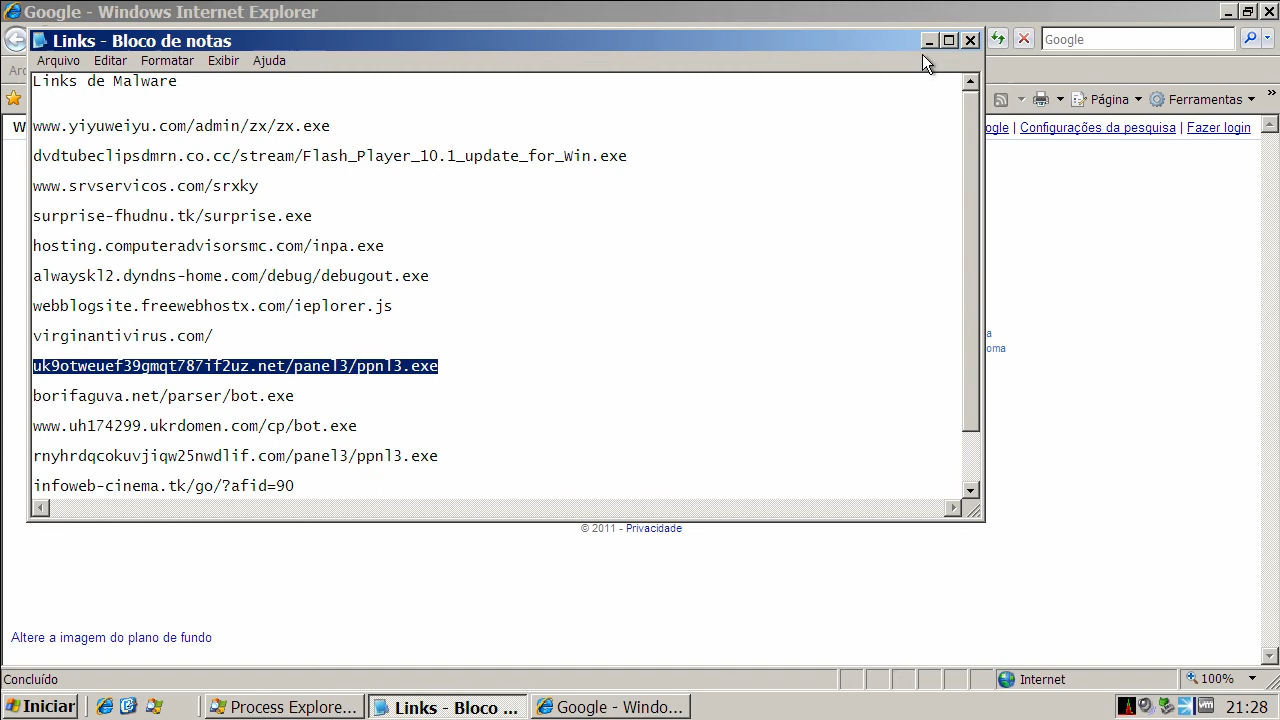 Google - Windows Internet Explorer
Links - Bloco de notas
Google
Arquivo Editar Formatar Exibir Ajuda
Links de Malware
Página Ferramentas »
ogle | Configurações da pesquisa | Fazer login
www.yiyuweiyu.com/admin/zx/zx.exe
dvdtubeclipsdmrn.co.cc/stream/Flash_Player_10.1_update_for_Win.exe
www.srvservicos.com/srxky
surprise-fhudnu.tk/surprise.exe
hosting.computeradvisorsmc.com/inpa.exe
alwayskl2.dyndns-home.com/debug/debugout.exe
webblogsite.freewebhostx.com/ieplorer.js
virginantivirus.com/
a
oma
uk9otweuef39gmqt787if2uz.net/panel3/ppnl3.exe
borifaguva.net/parser/bot.exe
www.uh174299.ukrdomen.com/cp/bot.exe
rnyhrdqcokuvjiqw25nwdlif.com/panel3/ppnl3.exe
infoweb-cinema.tk/go/?afid=90
© 2011 - Privacidade
Altere a imagem do plano de fundo
Concluído Internet 100%
Iniciar Process Explore... Links - Bloco ... Google - Windo... 21:28